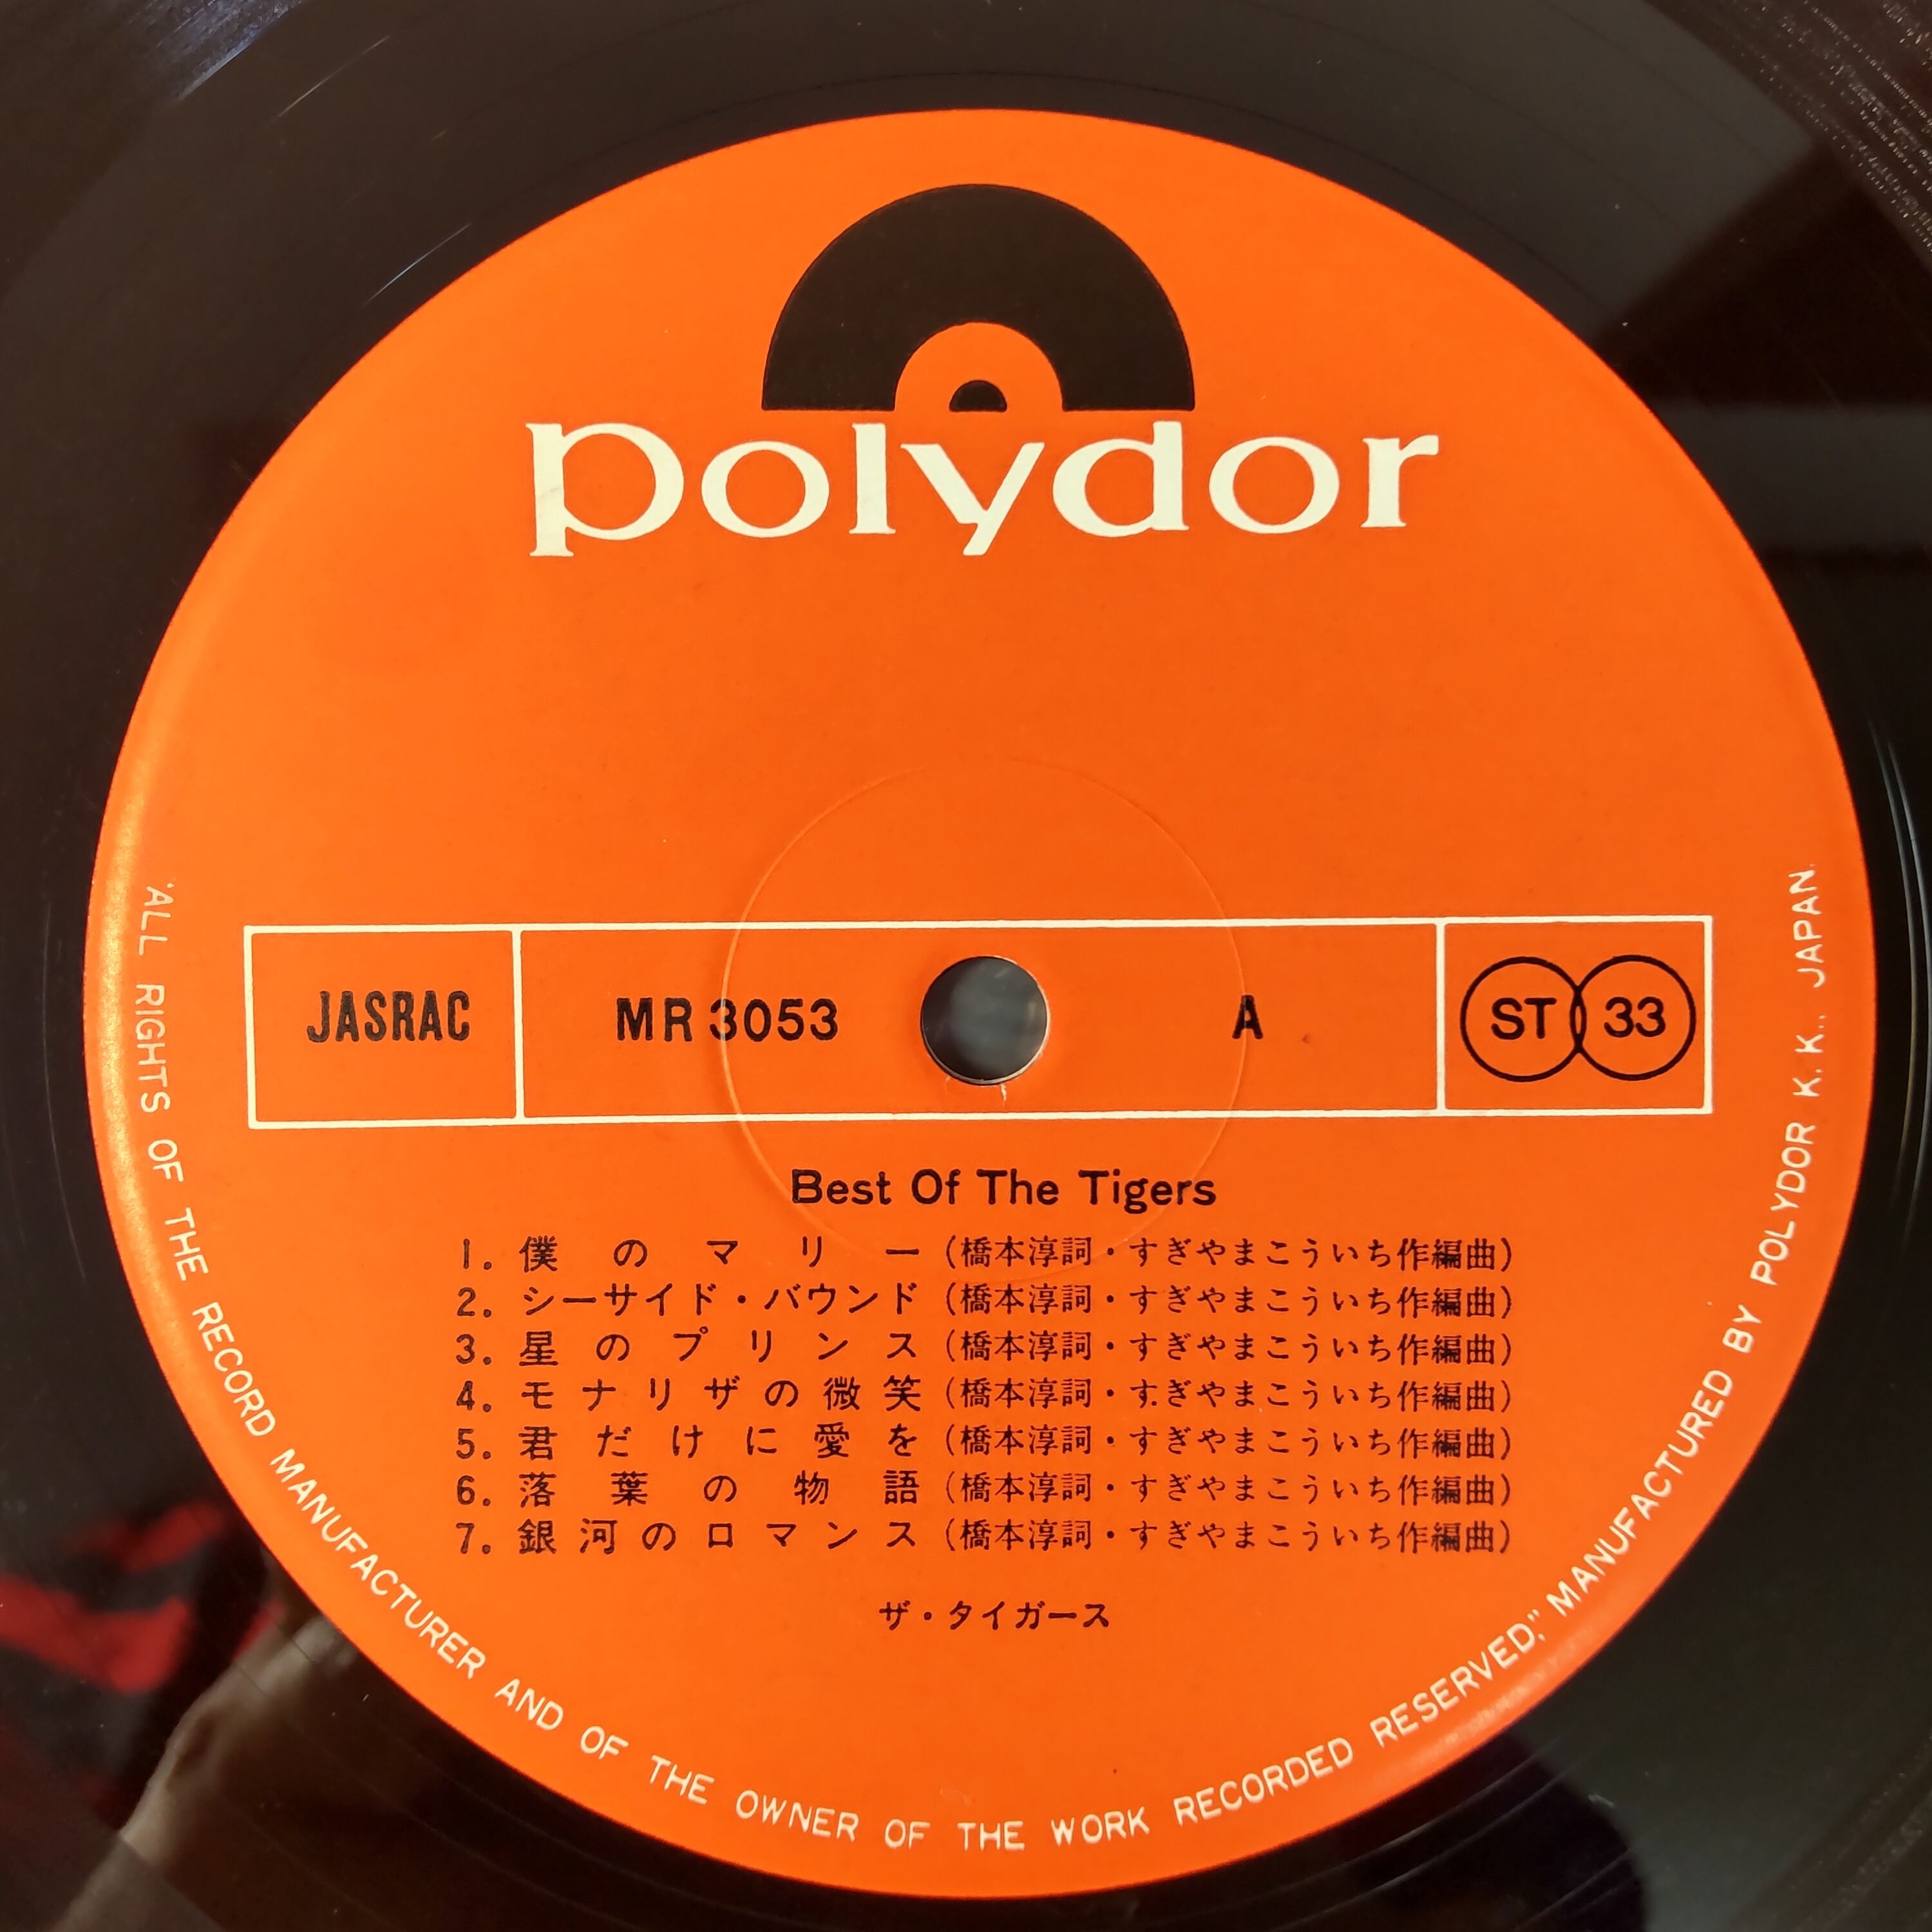 polydor
JASRAC MR 3053 A ST 33
Best Of The Tigers
1. 僕のマリー (橋本淳詞・すぎやまこういち作編曲)
2. シーサイド・バウンド (橋本淳詞・すぎやまこういち作編曲)
3. 星のプリンス (橋本淳詞・すぎやまこういち作編曲)
4. モナリザの微笑 (橋本淳詞・すぎやまこういち作編曲)
5. 君だけに愛を (橋本淳詞・すぎやまこういち作編曲)
6. 落葉の物語 (橋本淳詞・すぎやまこういち作編曲)
7. 銀河のロマンス (橋本淳詞・すぎやまこういち作編曲)
ザ・タイガース
"ALL RIGHTS OF THE RECORD MANUFACTURER AND OF THE OWNER OF THE WORK RECORDED RESERVED," MANUFACTURED BY POLYDOR K. K., JAPAN.